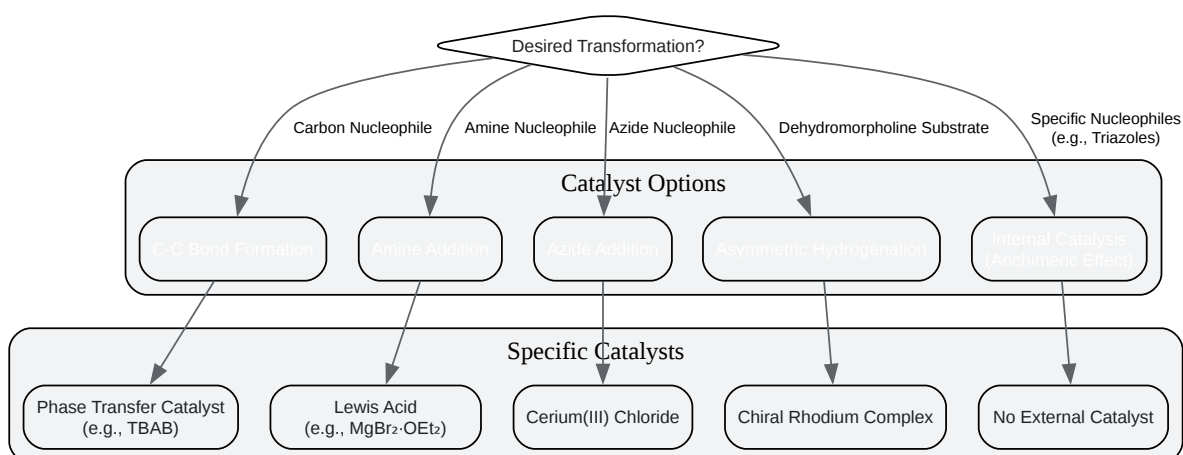 Desired Transformation?
Carbon Nucleophile
Amine Nucleophile
Azide Nucleophile
Dehydromorpholine Substrate
Specific Nucleophiles
(e.g., Triazoles)
Catalyst Options
C-C Bond Formation
Amine Addition
Azide Addition
Asymmetric Hydrogenation
Internal Catalysis
(Anchimeric Effect)
Specific Catalysts
Phase Transfer Catalyst
(e.g., TBAB)
Lewis Acid
(e.g., MgBr₂·OEt₂)
Cerium(III) Chloride
Chiral Rhodium Complex
No External Catalyst